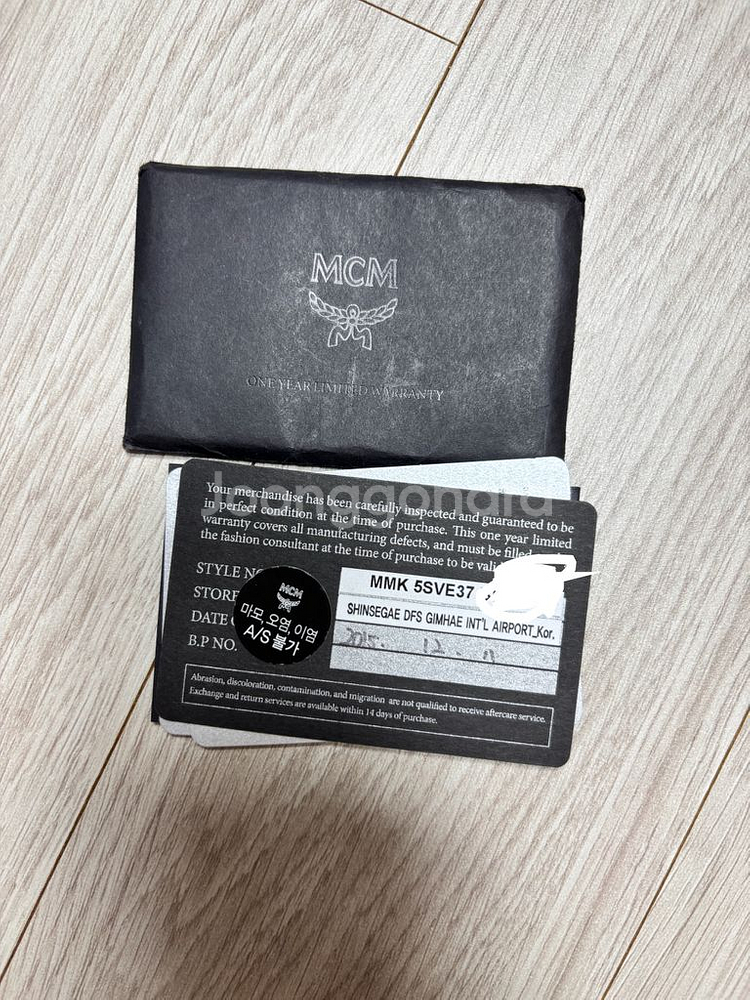 MCM
ONE YEAR LIMITED WARRANTY
Joonggonara
Your merchandise has been carefully inspected and guaranteed to be
in perfect condition at the time of purchase. This one year limited
warranty covers all manufacturing defects, and must be filled
the fashion consultant at the time of purchase to be
STYLE
MMK 5SVE37
STORE
SHINSEGAE DFS GIMHAE INT'L AIRPORT_Kor.
DATE
2015. 12.
B.P NO.
MCM
마모, 오염, 이염
A/S 불가
Abrasion, discoloration, contamination, and migration are not qualified to receive aftercare service.
Exchange and return services are available within 14 days of purchase.